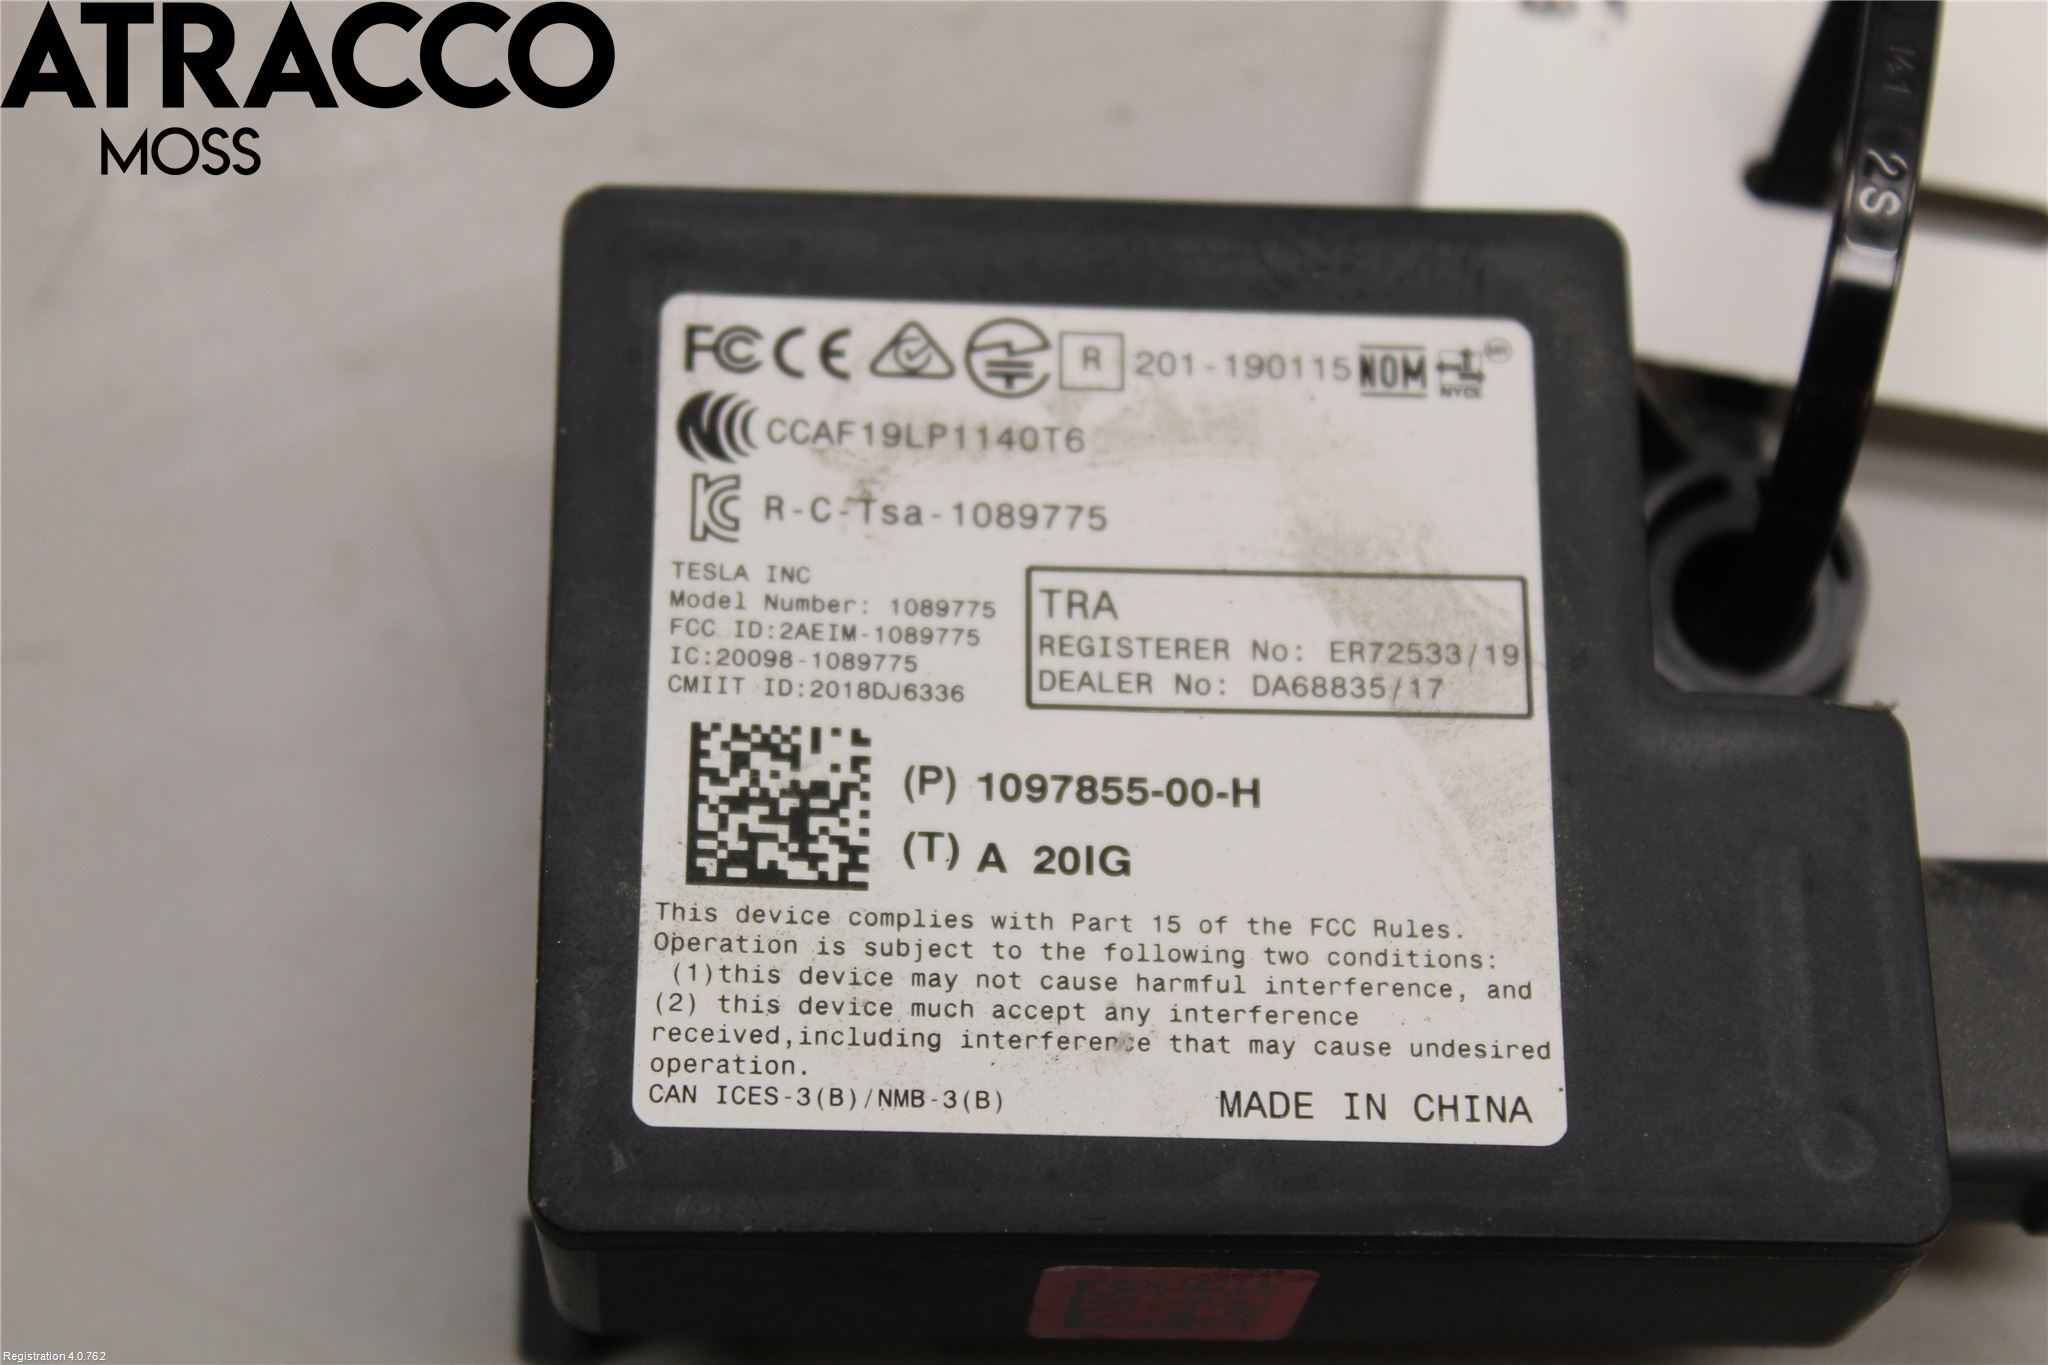 ATRACCO
MOSS
2S
FC CE R 201-190115 NOM NYCE
CCAF19LP1140T6
KC R-C-Tsa-1089775
TESLA INC
Model Number: 1089775
FCC ID:2AEIM-1089775
IC:20098-1089775
CMIIT ID:2018DJ6336
TRA
REGISTERER No: ER72533/19
DEALER No: DA68835/17
(P) 1097855-00-H
(T) A 20IG
This device complies with Part 15 of the FCC Rules.
Operation is subject to the following two conditions:
(1)this device may not cause harmful interference, and
(2) this device much accept any interference
received,including interference that may cause undesired
operation.
CAN ICES-3(B)/NMB-3(B)
MADE IN CHINA
Registration 4.0.76.2